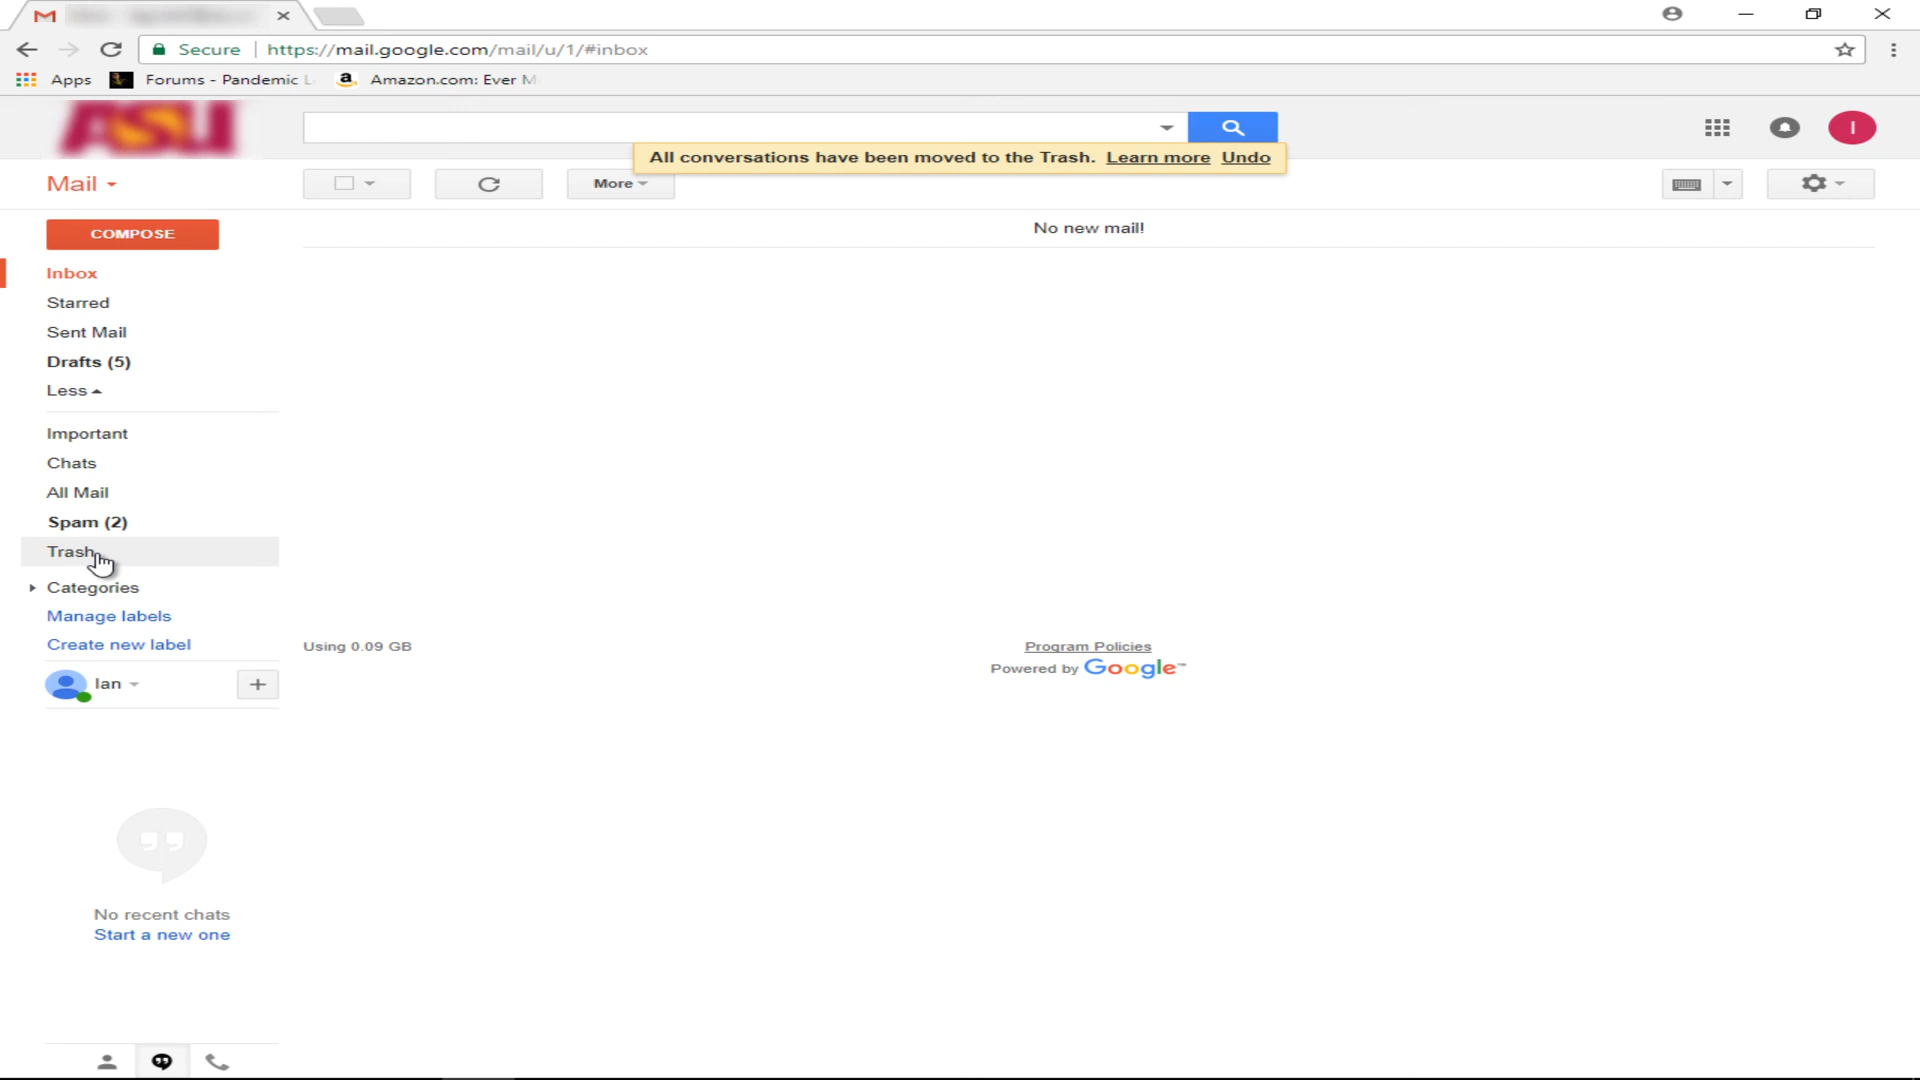 Secure https://mail.google.com/mail/u/1/#inbox
Apps Forums - Pandemic L Amazon.com: Ever M
ASU
All conversations have been moved to the Trash. Learn more Undo
Mail
More
COMPOSE
No new mail!
Inbox
Starred
Sent Mail
Drafts (5)
Less
Important
Chats
All Mail
Spam (2)
Trash
Categories
Manage labels
Create new label
Using 0.09 GB
Program Policies
Powered by Google™
Ian
No recent chats
Start a new one
I